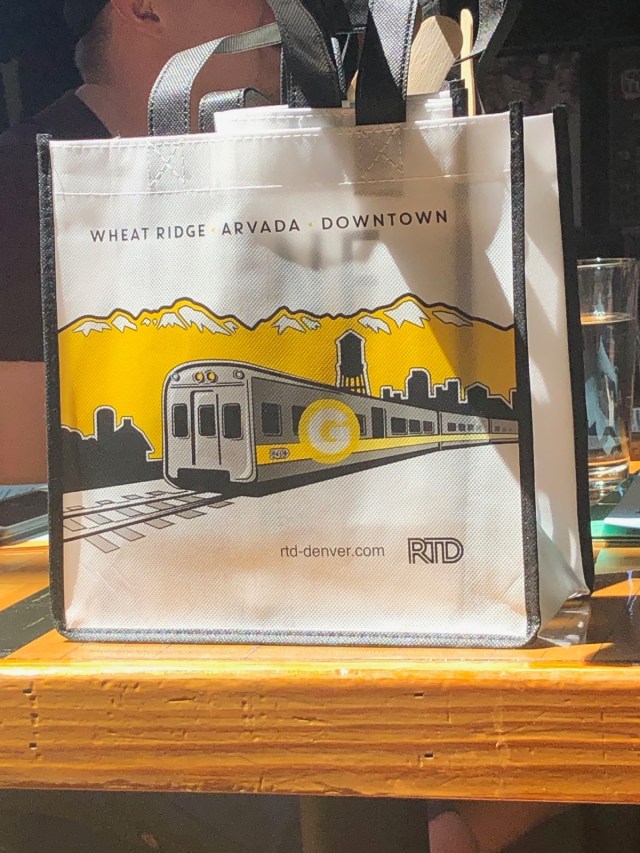 WHEAT RIDGE · ARVADA · DOWNTOWN
G
rtd-denver.com RTD